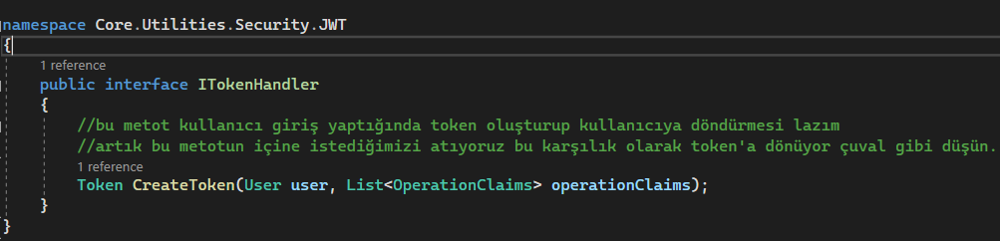 namespace Core.Utilities.Security.JWT
{
1 reference
public interface ITokenHandler
{
//bu metot kullanıcı giriş yaptığında token oluşturup kullanıcıya döndürmesi lazım
//artık bu metotun içine istediğimizi atıyoruz bu karşılık olarak token'a dönüyor çuval gibi düşün.
1 reference
Token CreateToken(User user, List<OperationClaims> operationClaims);
}
}